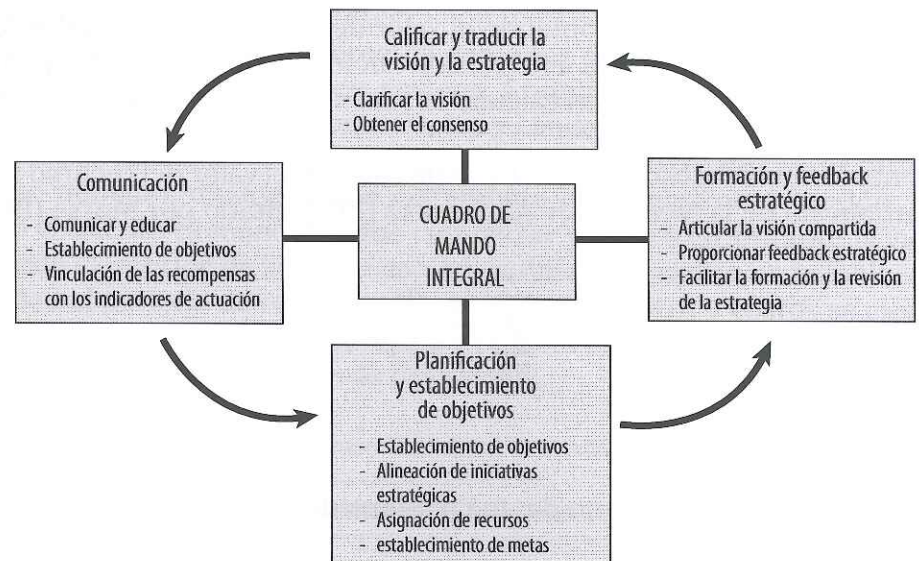 Calificar y traducir la
visión y la estrategia
- Clarificar la visión
- Obtener el consenso
Comunicación
- Comunicar y educar
- Establecimiento de objetivos
- Vinculación de las recompensas
con los indicadores de actuación
CUADRO DE
MANDO
INTEGRAL
Formación y feedback
estratégico
- Articular la visión compartida
- Proporcionar feedback estratégico
- Facilitar la formación y la revisión
de la estrategia
Planificación
y establecimiento
de objetivos
- Establecimiento de objetivos
- Alineación de iniciativas
estratégicas
- Asignación de recursos
- establecimiento de metas